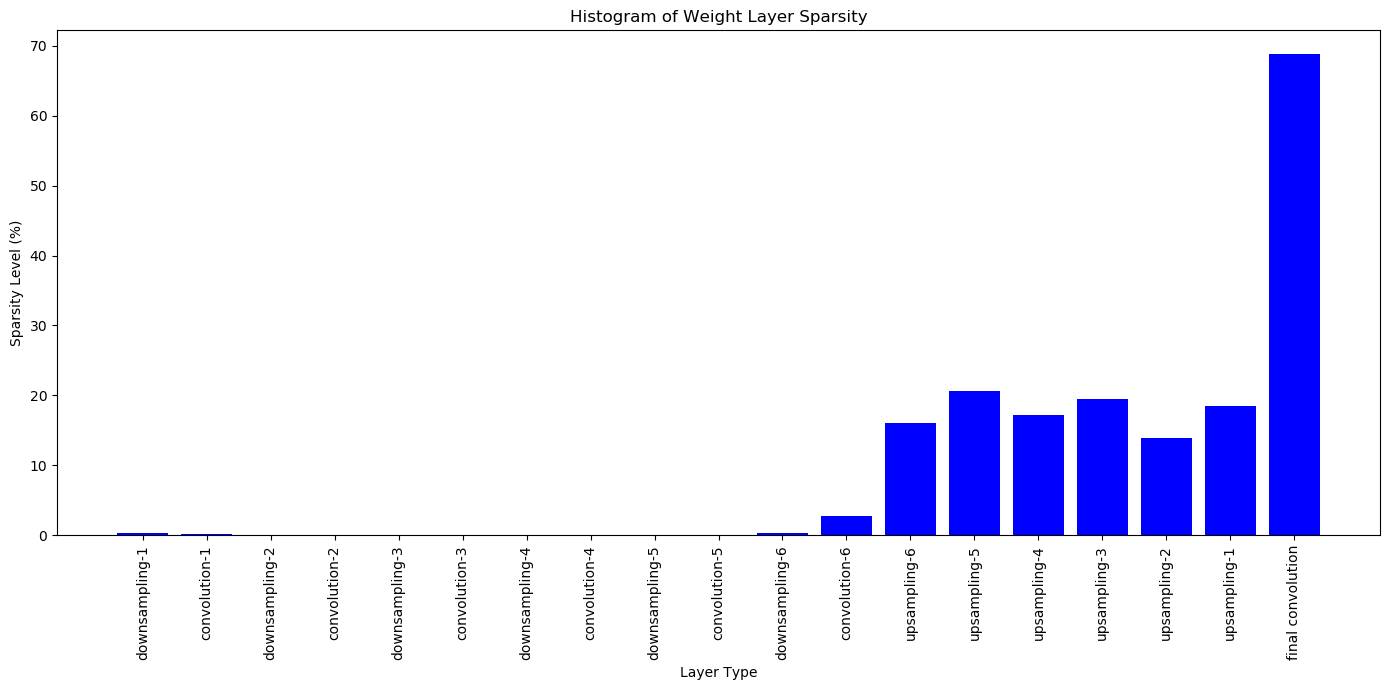 Histogram of Weight Layer Sparsity
Sparsity Level (%)
70
60
50
40
30
20
10
0
downsampling-1
convolution-1
downsampling-2
convolution-2
downsampling-3
convolution-3
downsampling-4
convolution-4
downsampling-5
convolution-5
downsampling-6
convolution-6
upsampling-6
upsampling-5
upsampling-4
upsampling-3
upsampling-2
upsampling-1
final convolution
Layer Type